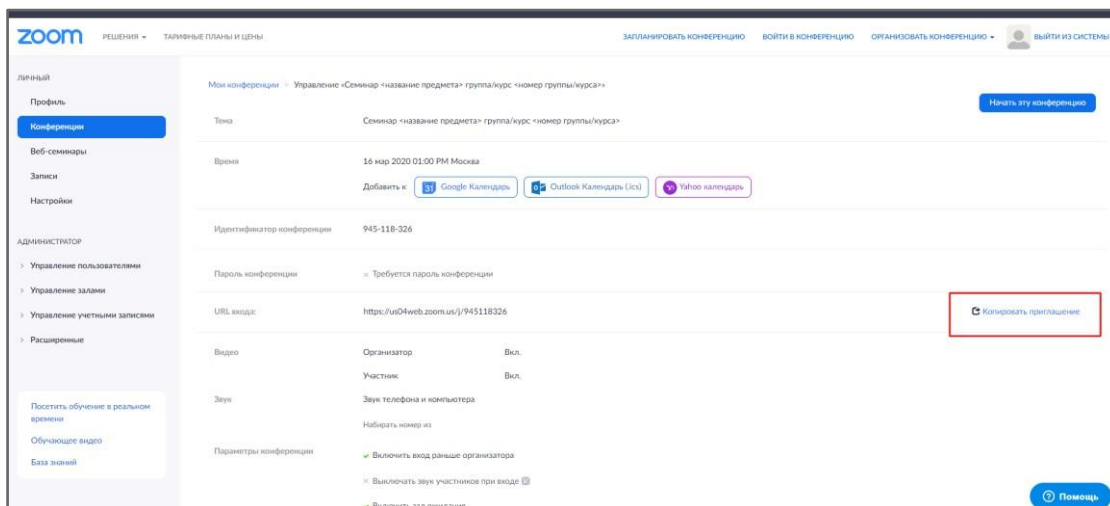 zoom
РЕШЕНИЯ
ТАРИФНЫЕ ПЛАНЫ И ЦЕНЫ
ЗАПЛАНИРОВАТЬ КОНФЕРЕНЦИЮ
ВОЙТИ В КОНФЕРЕНЦИЮ
ОРГАНИЗОВАТЬ КОНФЕРЕНЦИЮ
ВЫЙТИ ИЗ СИСТЕМЫ
ЛИЧНЫЙ
Профиль
Конференции
Веб-семинары
Записи
Настройки
АДМИНИСТРАТОР
> Управление пользователями
> Управление залами
> Управление учетными записями
> Расширенные
Посетить обучение в реальном
времени
Обучающее видео
База знаний
Мои конференции > Управление «Семинар <название предмета> группа/курс <номер группы/курса>»
Начать эту конференцию
Тема Семинар <название предмета> группа/курс <номер группы/курса>
Время 16 мар 2020 01:00 PM Москва
Добавить к 31 Google Календарь Outlook Календарь (.ics) Yahoo календарь
Идентификатор конференции 945-118-326
Пароль конференции × Требуется пароль конференции
URL входа: https://us04web.zoom.us/j/945118326 Копировать приглашение
Видео Организатор Вкл.
Участник Вкл.
Звук Звук телефона и компьютера
Набирать номер из
Параметры конференции Включить вход раньше организатора
× Выключать звук участников при входе
Включить зал ожидания
Помощь